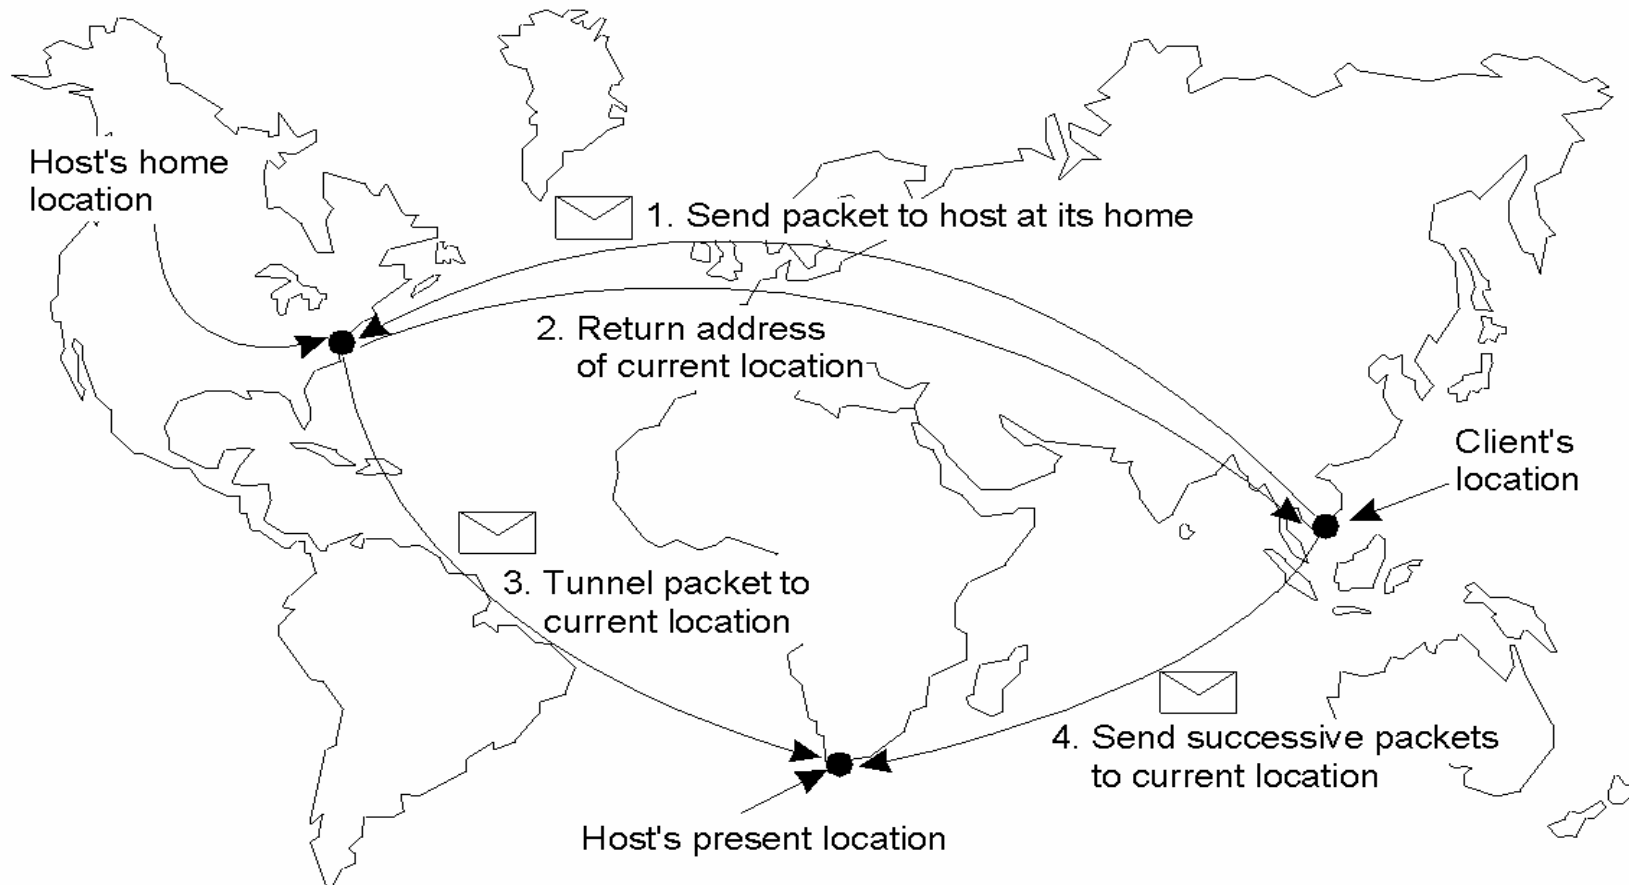 Host's home
location
1. Send packet to host at its home
2. Return address
of current location
Client's
location
3. Tunnel packet to
current location
4. Send successive packets
to current location
Host's present location